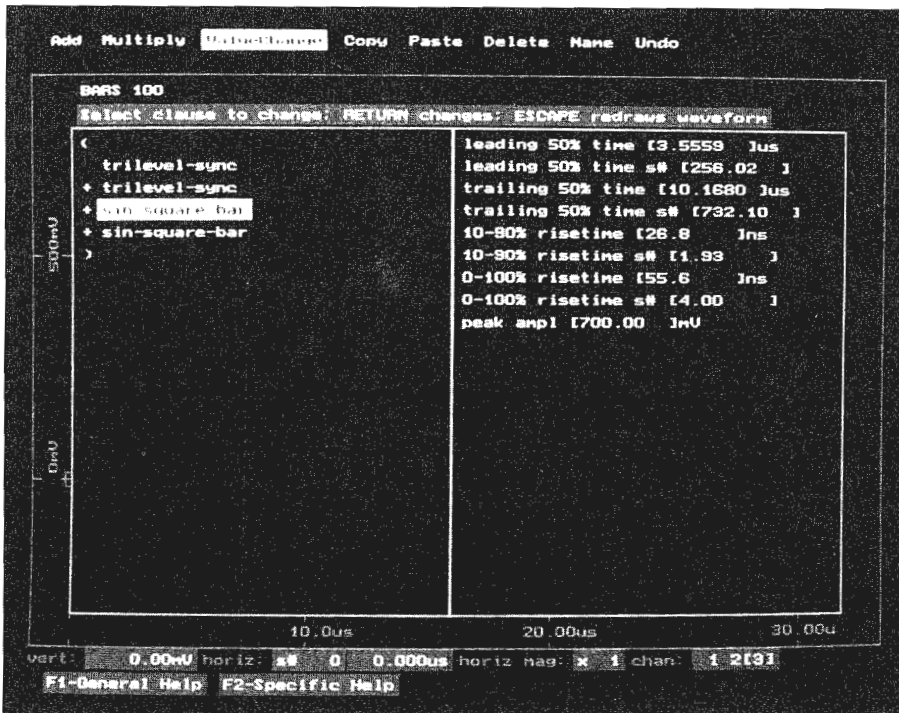 Add Multiply ValueChange Copy Paste Delete Name Undo
BARS 100
Select clause to change; RETURN changes; ESCAPE redraws waveform
(
trilevel-sync
+ trilevel-sync
+ sin-square-bar
+ sin-square-bar
)
leading 50% time [3.5559 ]us
leading 50% time s# [256.02 ]
trailing 50% time [10.1680 ]us
trailing 50% time s# [732.10 ]
10-90% risetime [26.8 ]ns
10-90% risetime s# [1.93 ]
0-100% risetime [55.6 ]ns
0-100% risetime s# [4.00 ]
peak ampl [700.00 ]mV
500mV
0mV
10.0us 20.00us 30.00u
vert: 0.00mV horiz: s# 0 0.000us horiz mag: x 1 chan: 1 2[3]
F1-General Help F2-Specific Help